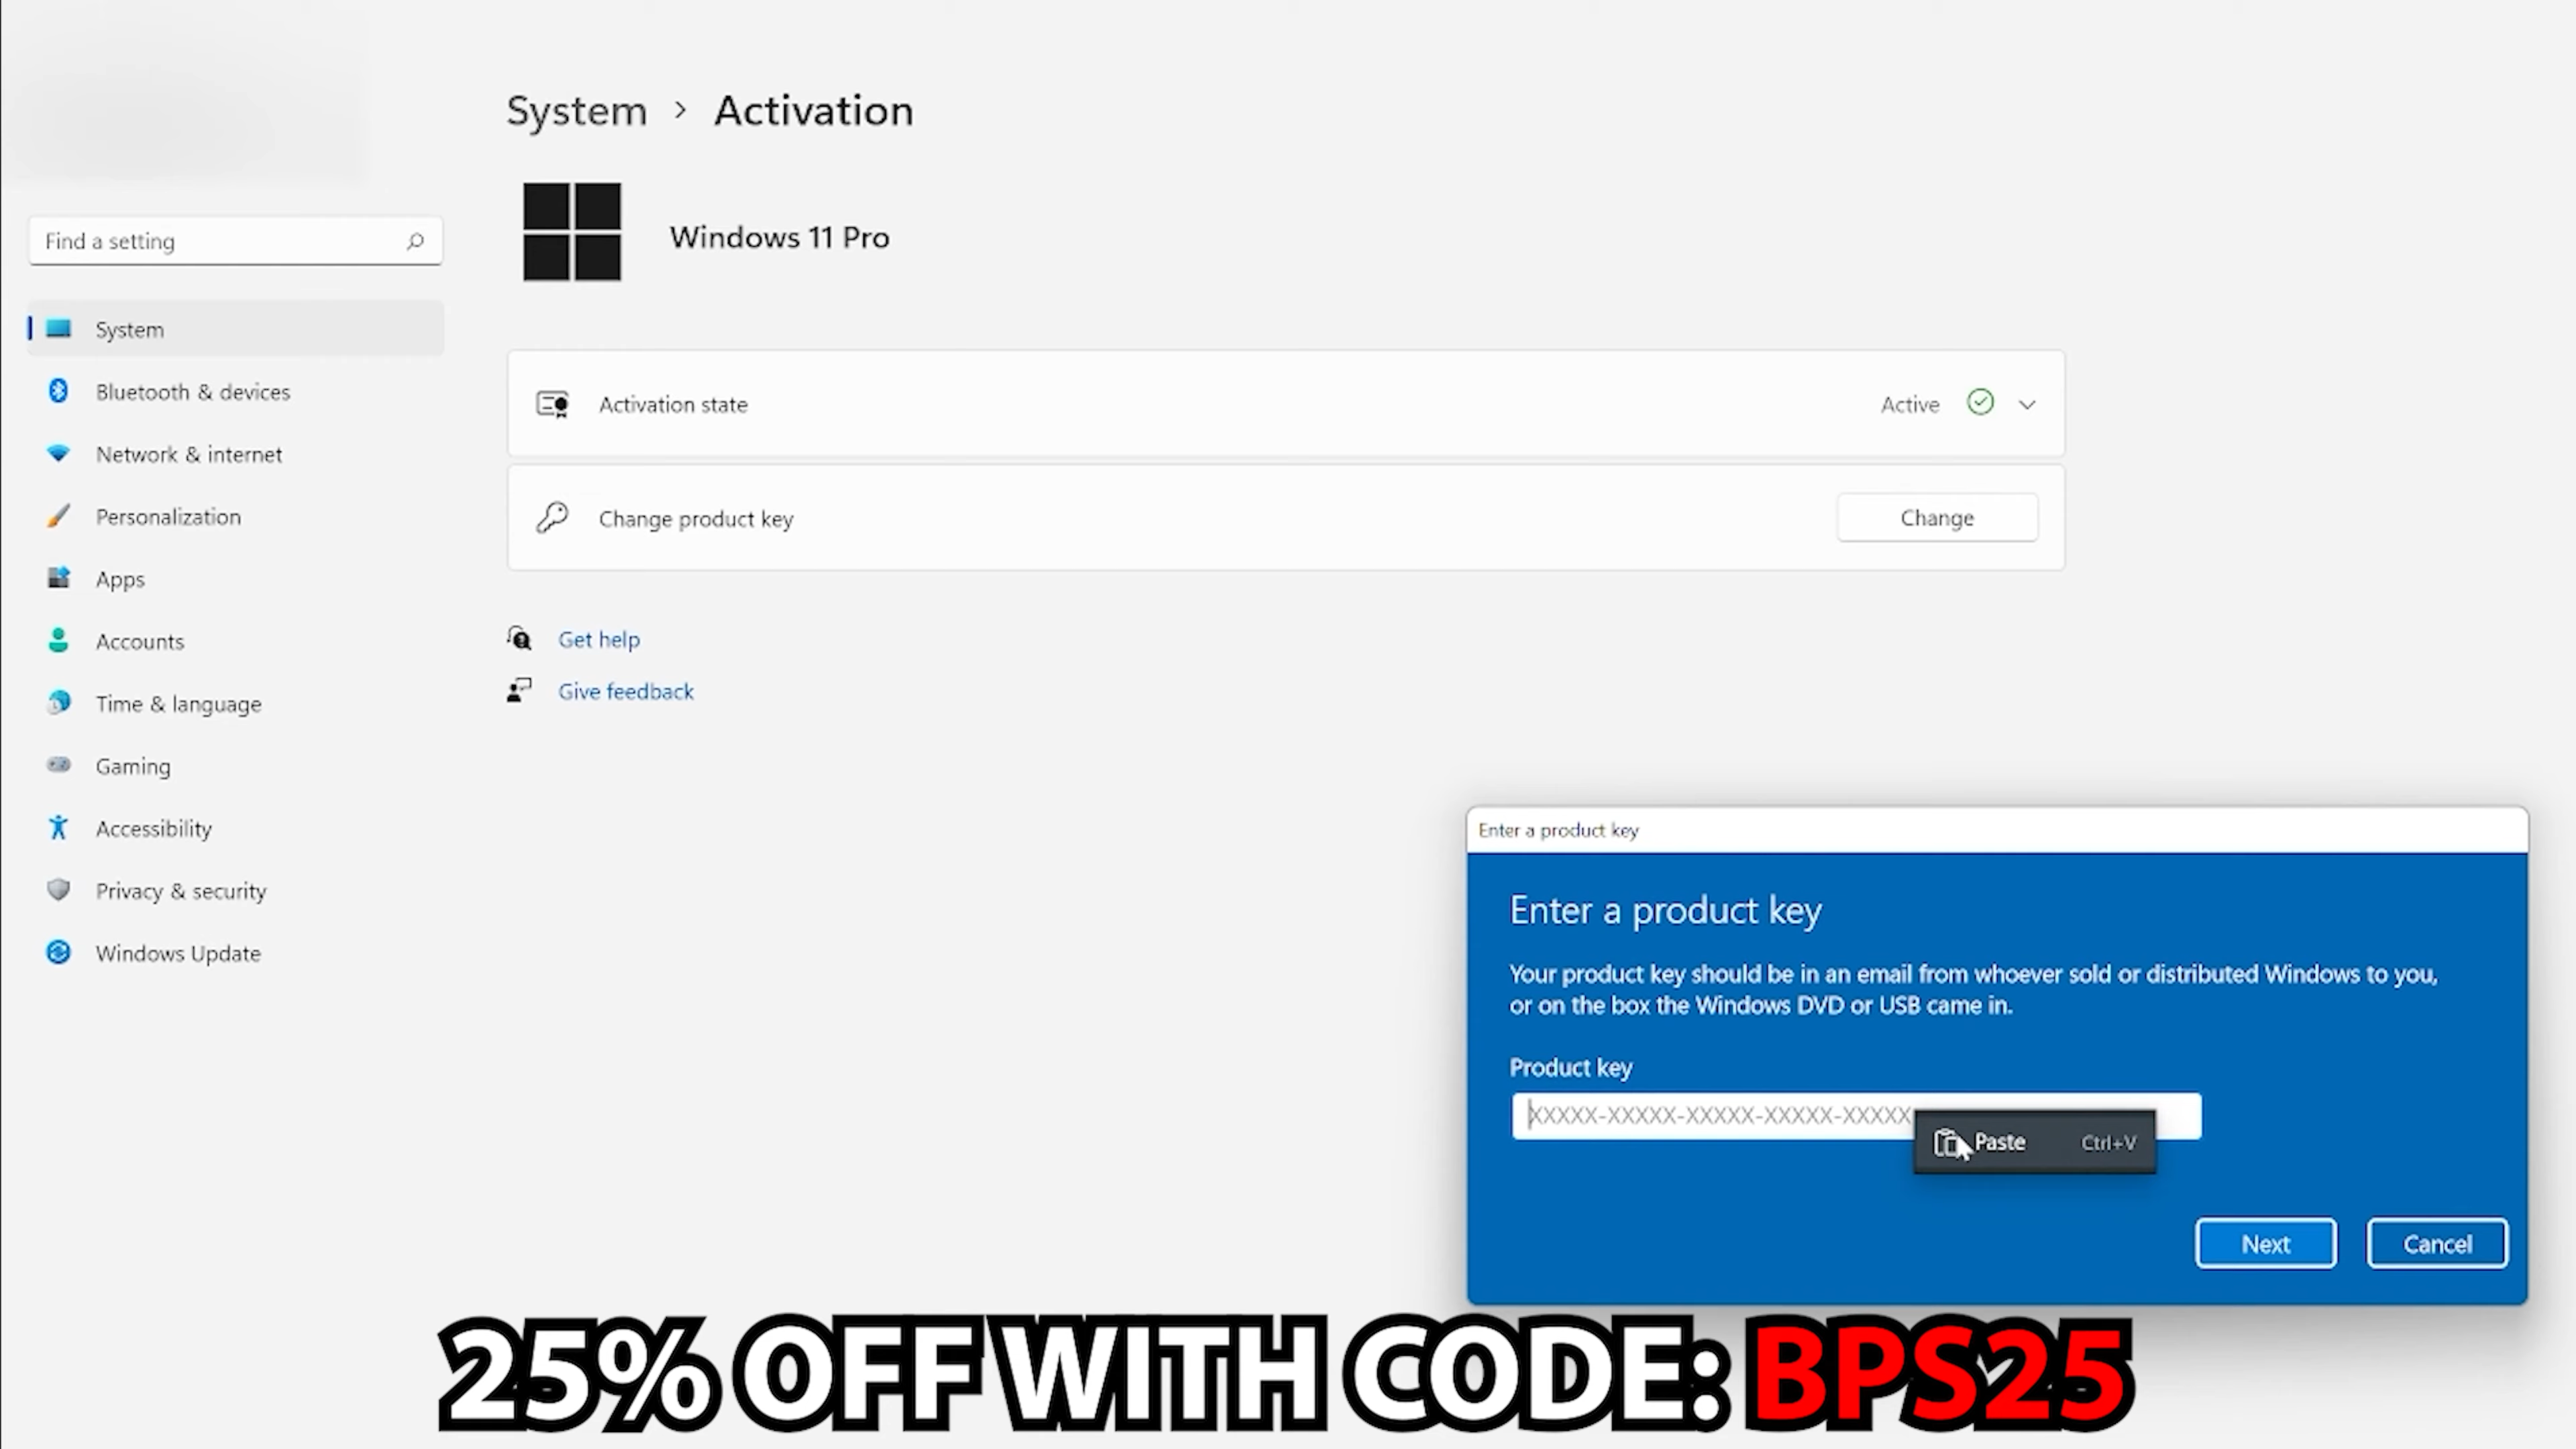 System > Activation
Windows 11 Pro
Find a setting
System
Bluetooth & devices
Network & internet
Personalization
Apps
Accounts
Time & language
Gaming
Accessibility
Privacy & security
Windows Update
Activation state
Active
Change product key
Change
Get help
Give feedback
Enter a product key
Enter a product key
Your product key should be in an email from whoever sold or distributed Windows to you,
or on the box the Windows DVD or USB came in.
Product key
XXXXX-XXXXX-XXXXX-XXXXX-XXXXX
Paste Ctrl+V
Next
Cancel
25% OFF WITH CODE: BPS25